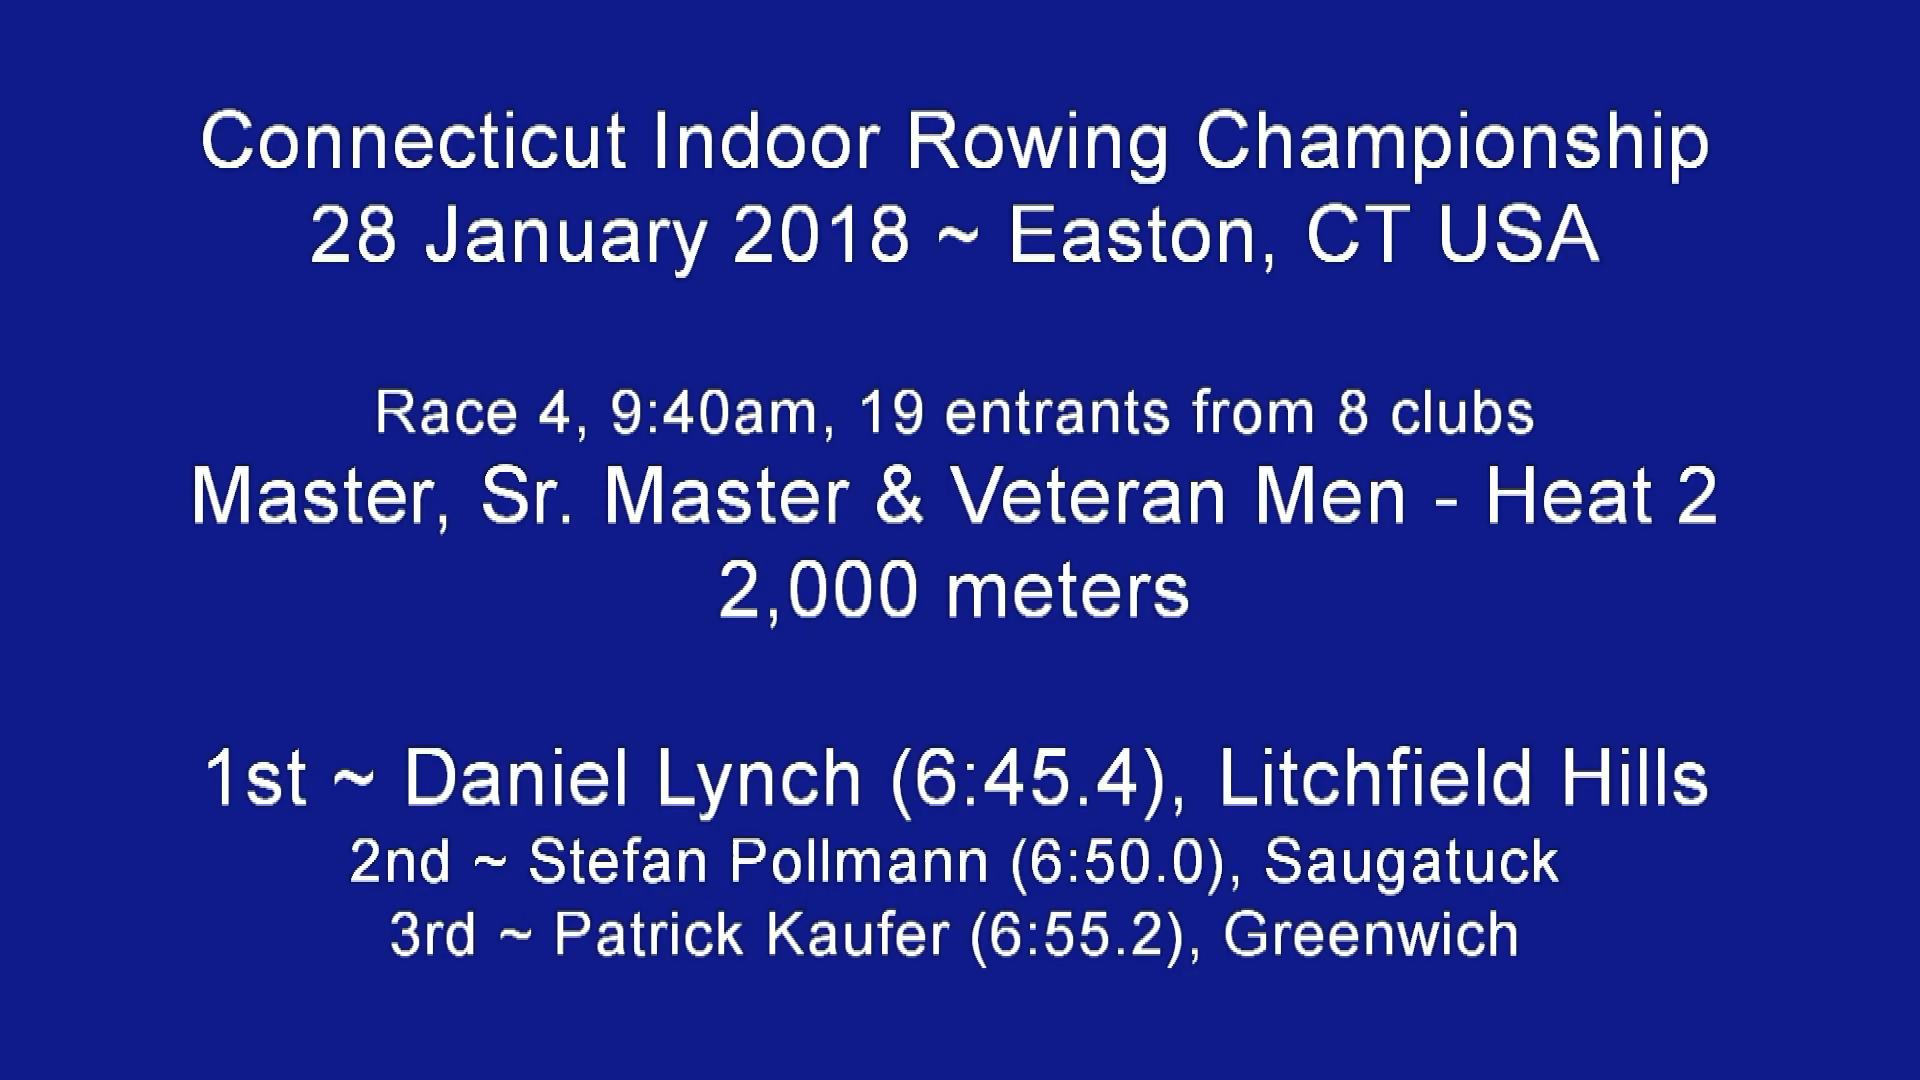 Connecticut Indoor Rowing Championship
28 January 2018 ~ Easton, CT USA
Race 4, 9:40am, 19 entrants from 8 clubs
Master, Sr. Master & Veteran Men - Heat 2
2,000 meters
1st ~ Daniel Lynch (6:45.4), Litchfield Hills
2nd ~ Stefan Pollmann (6:50.0), Saugatuck
3rd ~ Patrick Kaufer (6:55.2), Greenwich